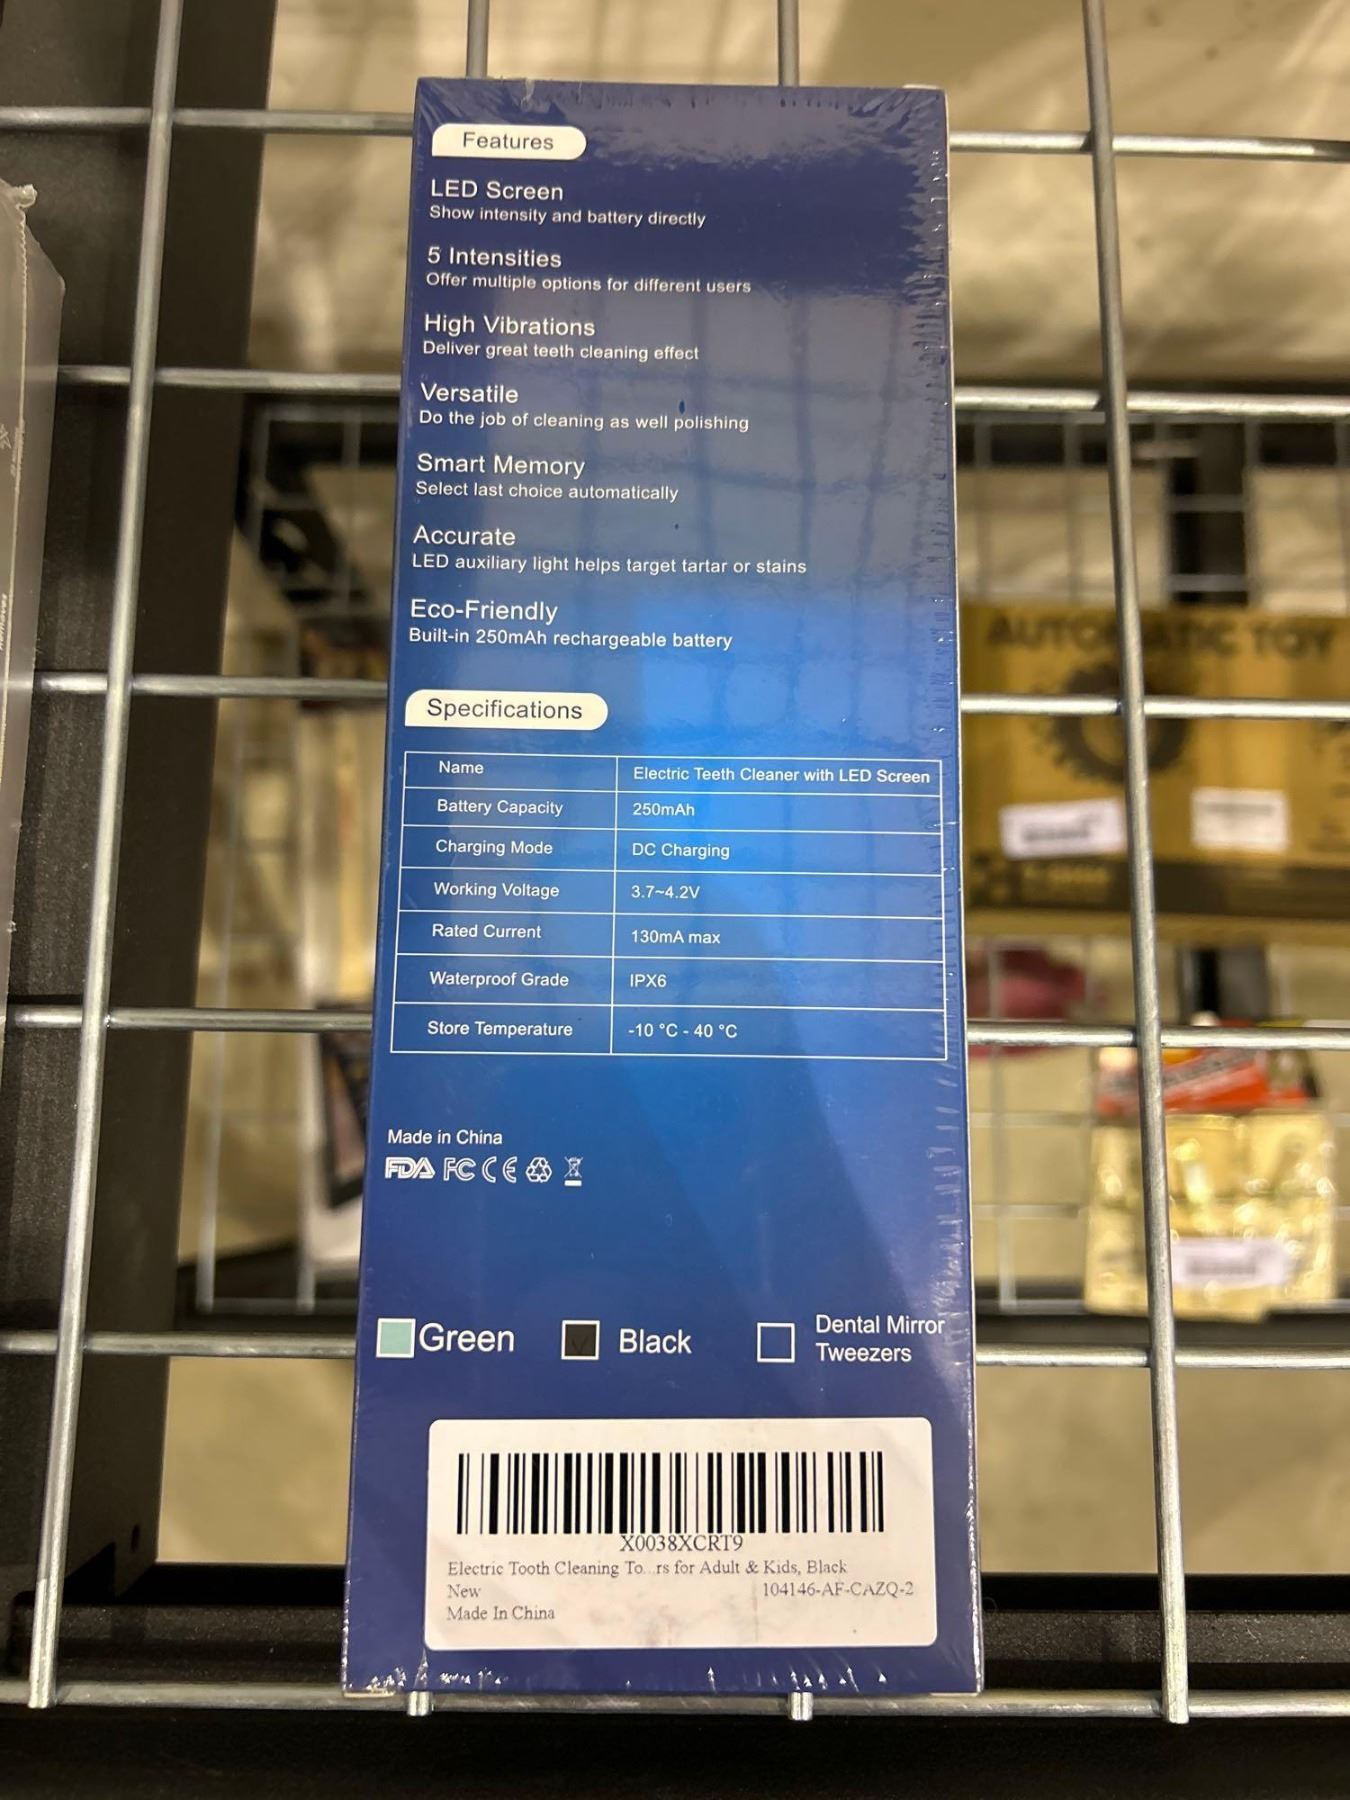 Features
LED Screen
Show intensity and battery directly
5 Intensities
Offer multiple options for different users
High Vibrations
Deliver great teeth cleaning effect
Versatile
Do the job of cleaning as well polishing
Smart Memory
Select last choice automatically
Accurate
LED auxiliary light helps target tartar or stains
Eco-Friendly
Built-in 250mAh rechargeable battery
Specifications
Name Electric Teeth Cleaner with LED Screen
Battery Capacity 250mAh
Charging Mode DC Charging
Working Voltage 3.7~4.2V
Rated Current 130mA max
Waterproof Grade IPX6
Store Temperature -10 °C - 40 °C
Made in China
FDA FC CE
Green Black Dental Mirror
Tweezers
X0038XCRT9
Electric Tooth Cleaning To...rs for Adult & Kids, Black
New 104146-AF-CAZQ-2
Made In China
AUTOMATIC TOY